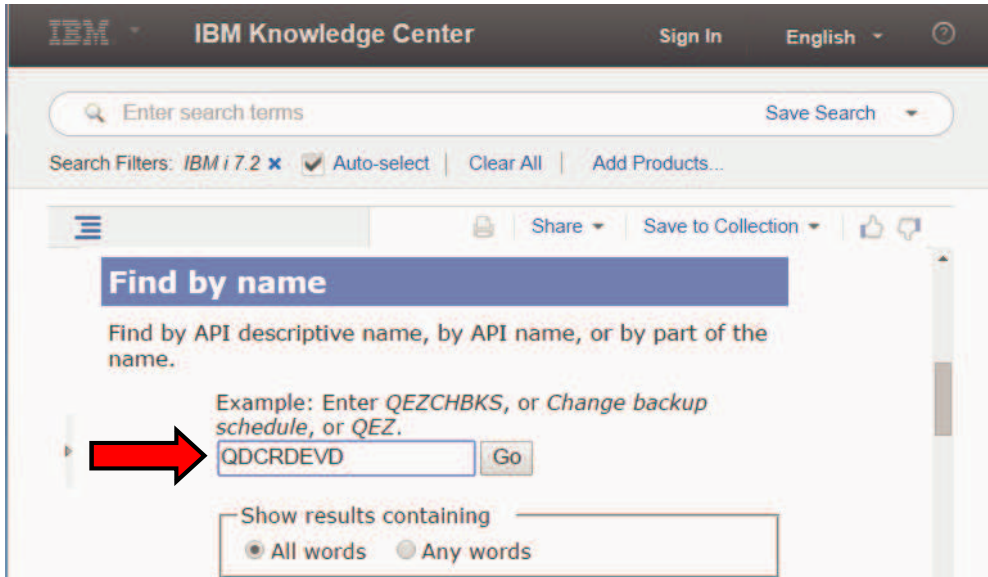 IBM IBM Knowledge Center Sign In English ?
Enter search terms Save Search
Search Filters: IBM i 7.2 × Auto-select | Clear All | Add Products...
Share Save to Collection
Find by name
Find by API descriptive name, by API name, or by part of the
name.
Example: Enter QEZCHBKS, or Change backup
schedule, or QEZ.
QDCRDEVD Go
Show results containing
All words Any words